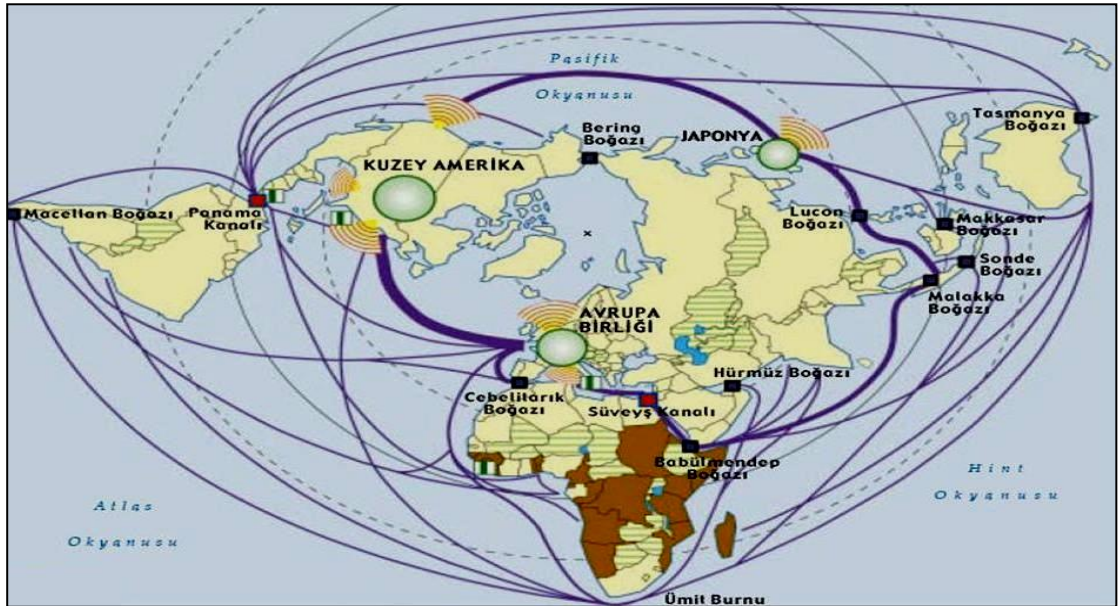 Pasifik
Okyanusu
Tasmanya
Boğazı
Bering
Boğazı
JAPONYA
KUZEY AMERİKA
Macellan Boğazı
Panama
Kanalı
Luçon
Boğazı
Makkasar
Boğazı
Sonde
Boğazı
Malakka
Boğazı
AVRUPA
BİRLİĞİ
Hürmüz Boğazı
Cebelitarık
Boğazı
Süveyş Kanalı
Babülmendep
Boğazı
Hint
Okyanusu
Atlas
Okyanusu
Ümit Burnu